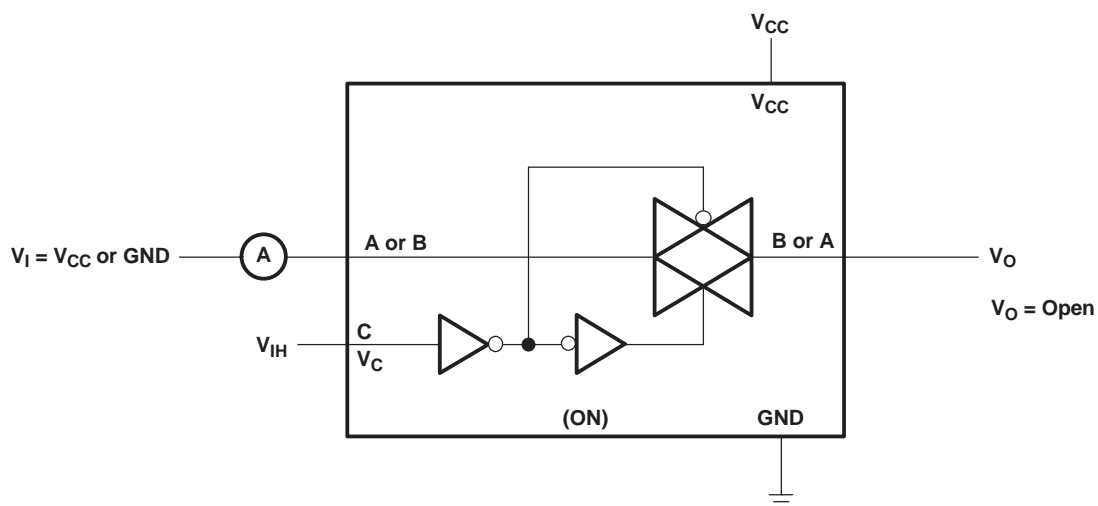 VCC
VCC
VI = VCC or GND
A
A or B
B or A
VO
VO = Open
VIH
C
VC
(ON)
GND